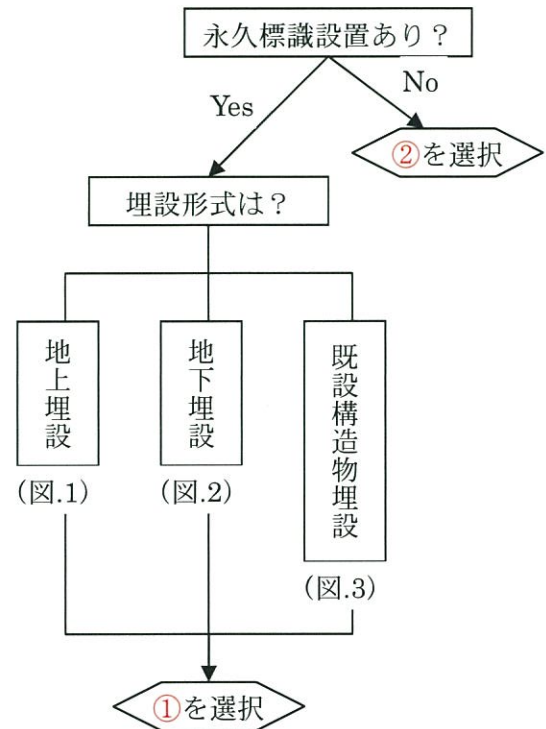 永久標識設置あり?
Yes
No
②を選択
埋設形式は?
地上埋設
地下埋設
既設構造物埋設
(図.1)
(図.2)
(図.3)
①を選択